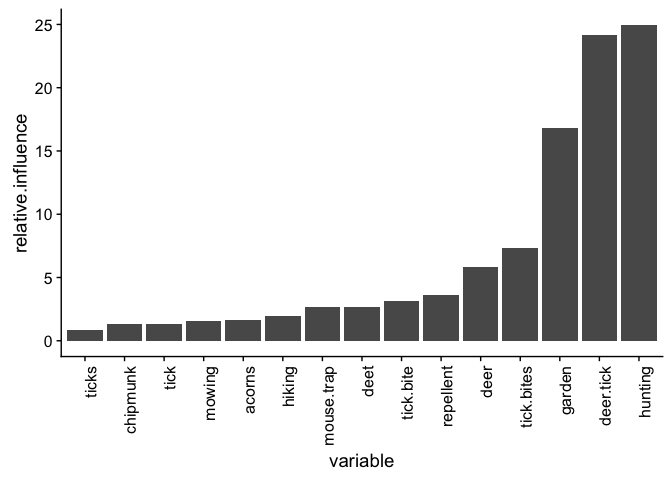 25
20
15
10
5
0
relative.influence
ticks
chipmunk
tick
mowing
acorns
hiking
mouse.trap
deet
tick.bite
repellent
deer
tick.bites
garden
deer.tick
hunting
variable